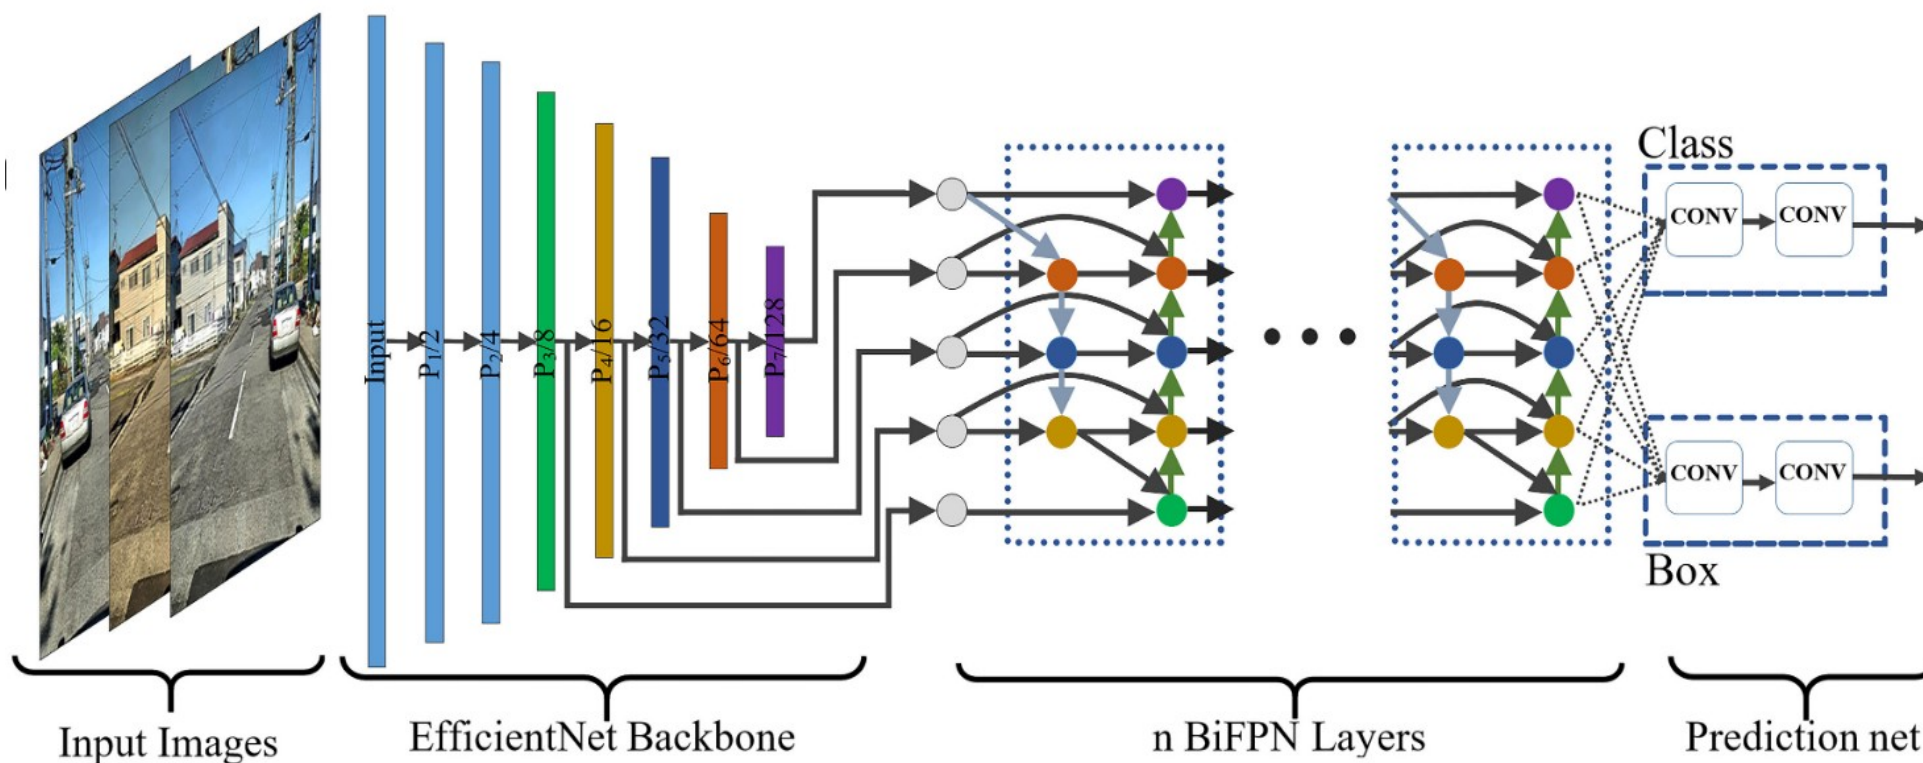 Input
P1/2
P2/4
P3/8
P4/16
P5/32
P6/64
P7/128
Class
CONV
CONV
CONV
CONV
Box
Input Images
EfficientNet Backbone
n BiFPN Layers
Prediction net